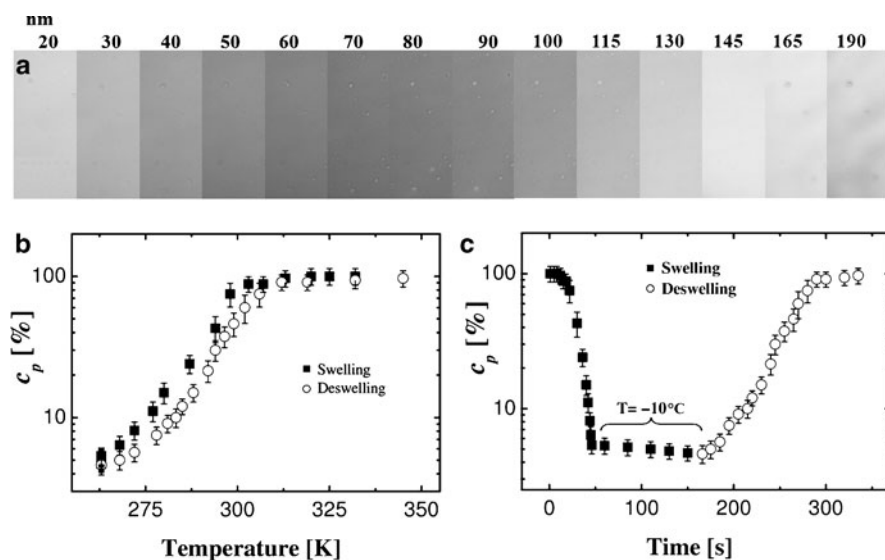 nm
20 30 40 50 60 70 80 90 100 115 130 145 165 190
a
b
100
10
c_p [%]
Swelling
Deswelling
275 300 325 350
Temperature [K]
c
100
10
c_p [%]
Swelling
Deswelling
T= −10°C
0 100 200 300
Time [s]